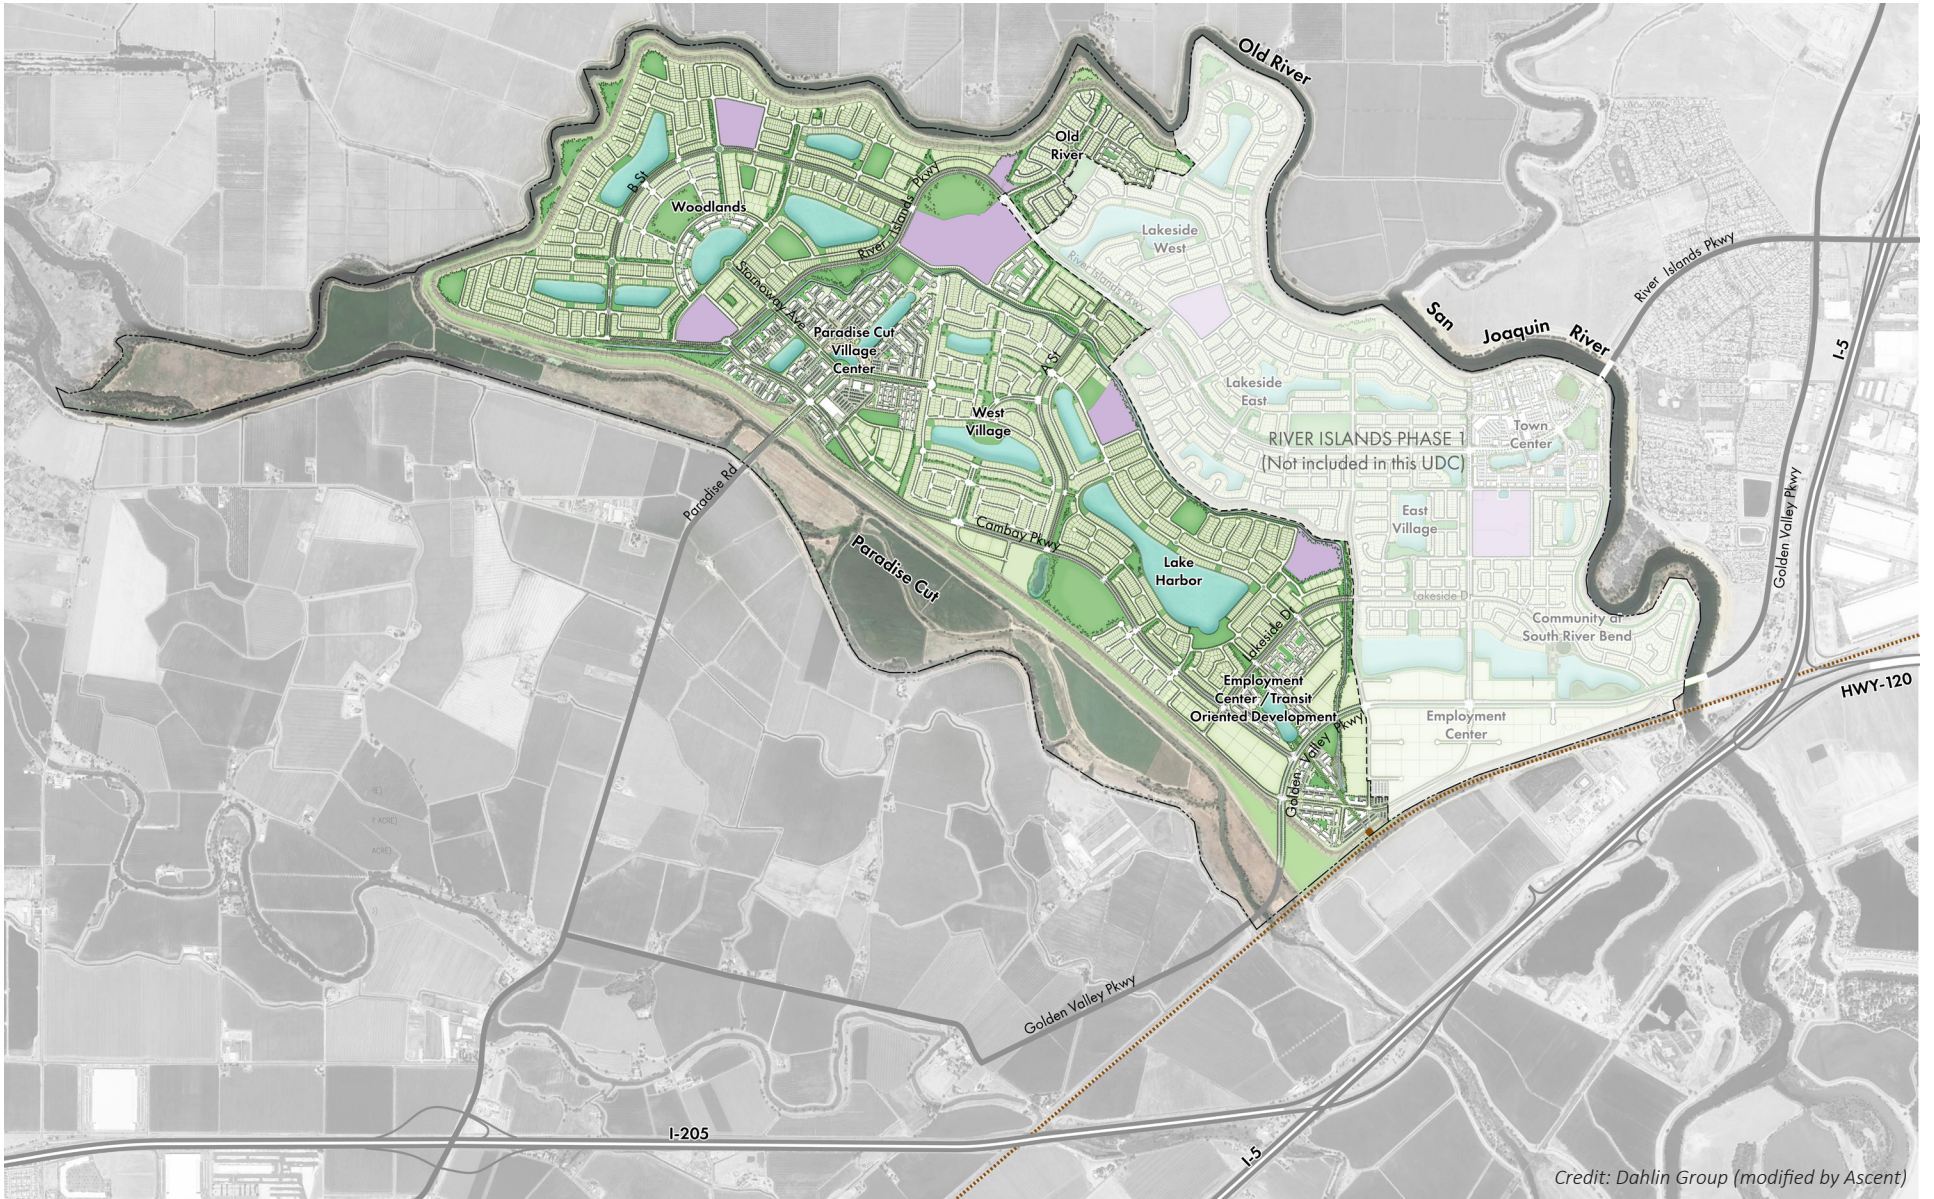 Old River
Old
River
B St
Woodlands
River Islands Pkwy
Stornoway Ave
Lakeside
West
River Islands Pkwy
River Islands Pkwy
San Joaquin River
I-5
Paradise Cut
Village
Center
A St
Lakeside
East
West
Village
RIVER ISLANDS PHASE 1
(Not included in this UDC)
Town
Center
Paradise Rd
Golden Valley Pkwy
East
Village
Cambay Pkwy
Paradise Cut
Lake
Harbor
Lakeside Dr
Lakeside Dr
Community at
South River Bend
Employment
Center / Transit
Oriented Development
HWY-120
Employment
Center
Golden Valley Pkwy
Golden Valley Pkwy
I-205
I-5
Credit: Dahlin Group (modified by Ascent)